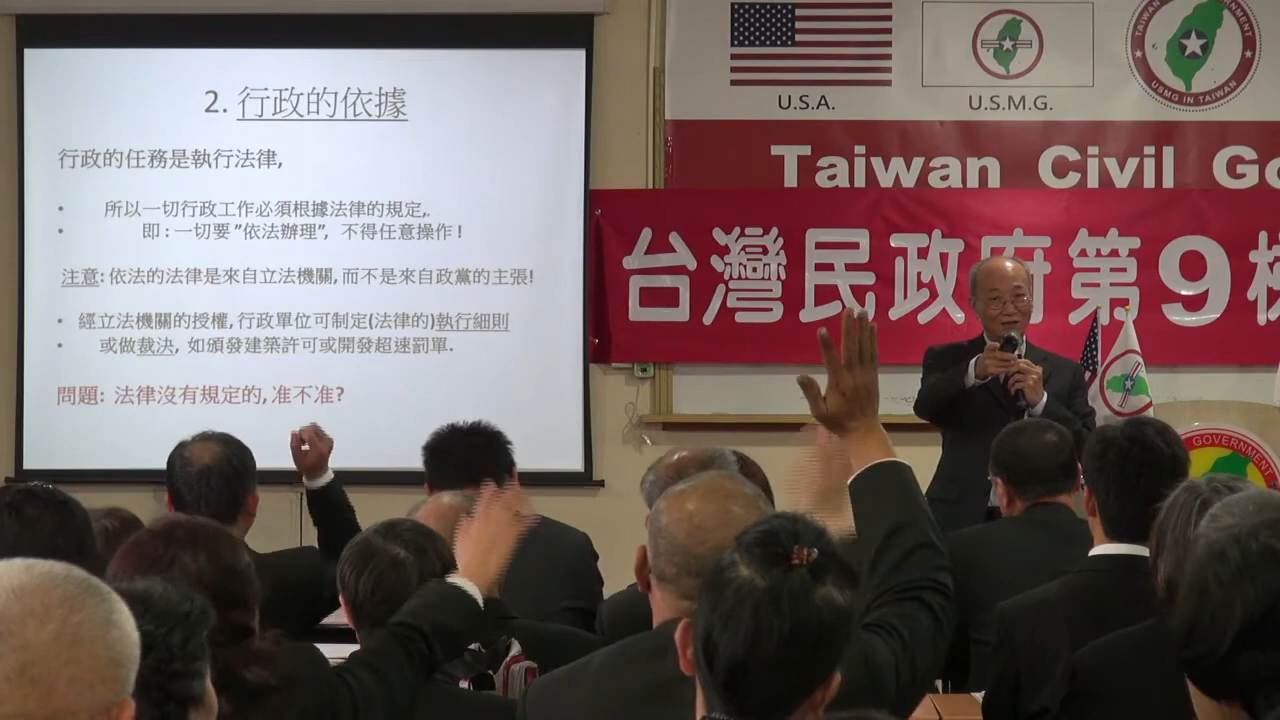 2. 行政的依據
行政的任務是執行法律,
• 所以一切行政工作必須根據法律的規定,.
• 即 : 一切要 "依法辦理", 不得任意操作 !
注意: 依法的法律是來自立法機關, 而不是來自政黨的主張!
• 經立法機關的授權, 行政單位可制定(法律的)執行細則
• 或做裁決, 如頒發建築許可或開發超速罰單.
問題: 法律沒有規定的, 准不准?
U.S.A.
U.S.M.G.
USMG IN TAIWAN
Taiwan Civil Go
台灣民政府第9梯
GOVERNMENT